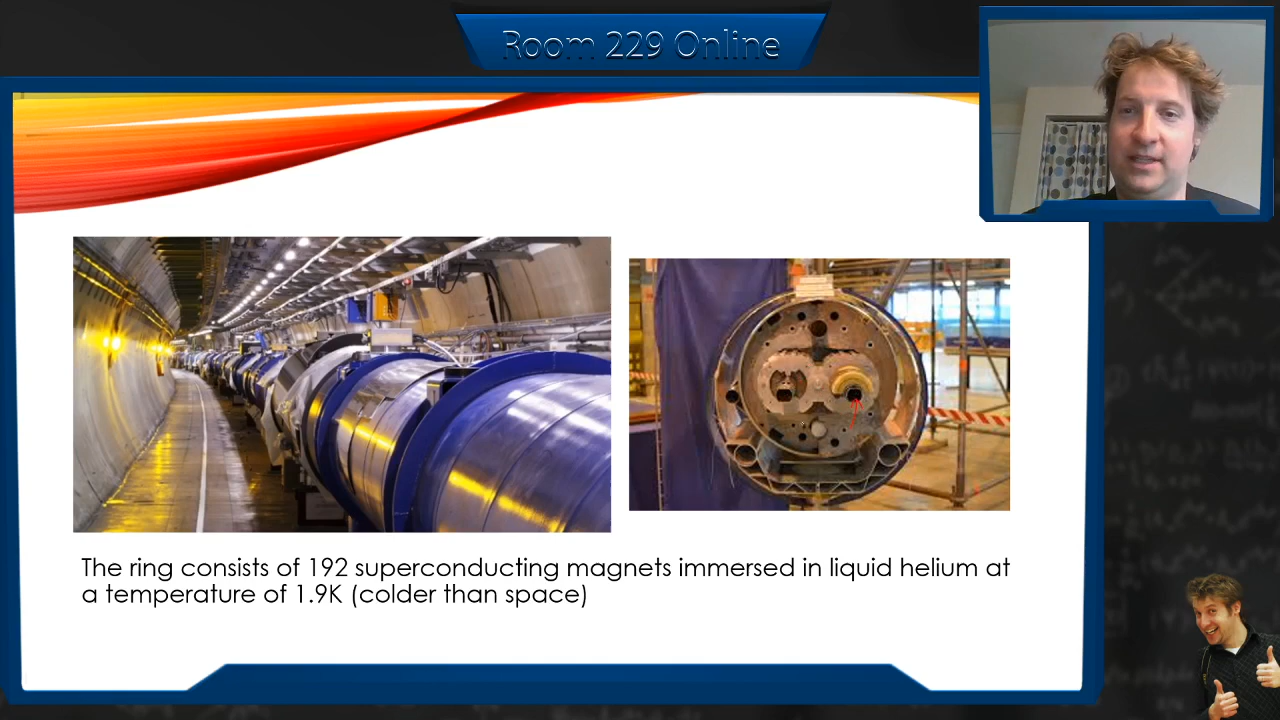 Room 229 Online
The ring consists of 192 superconducting magnets immersed in liquid helium at
a temperature of 1.9K (colder than space)